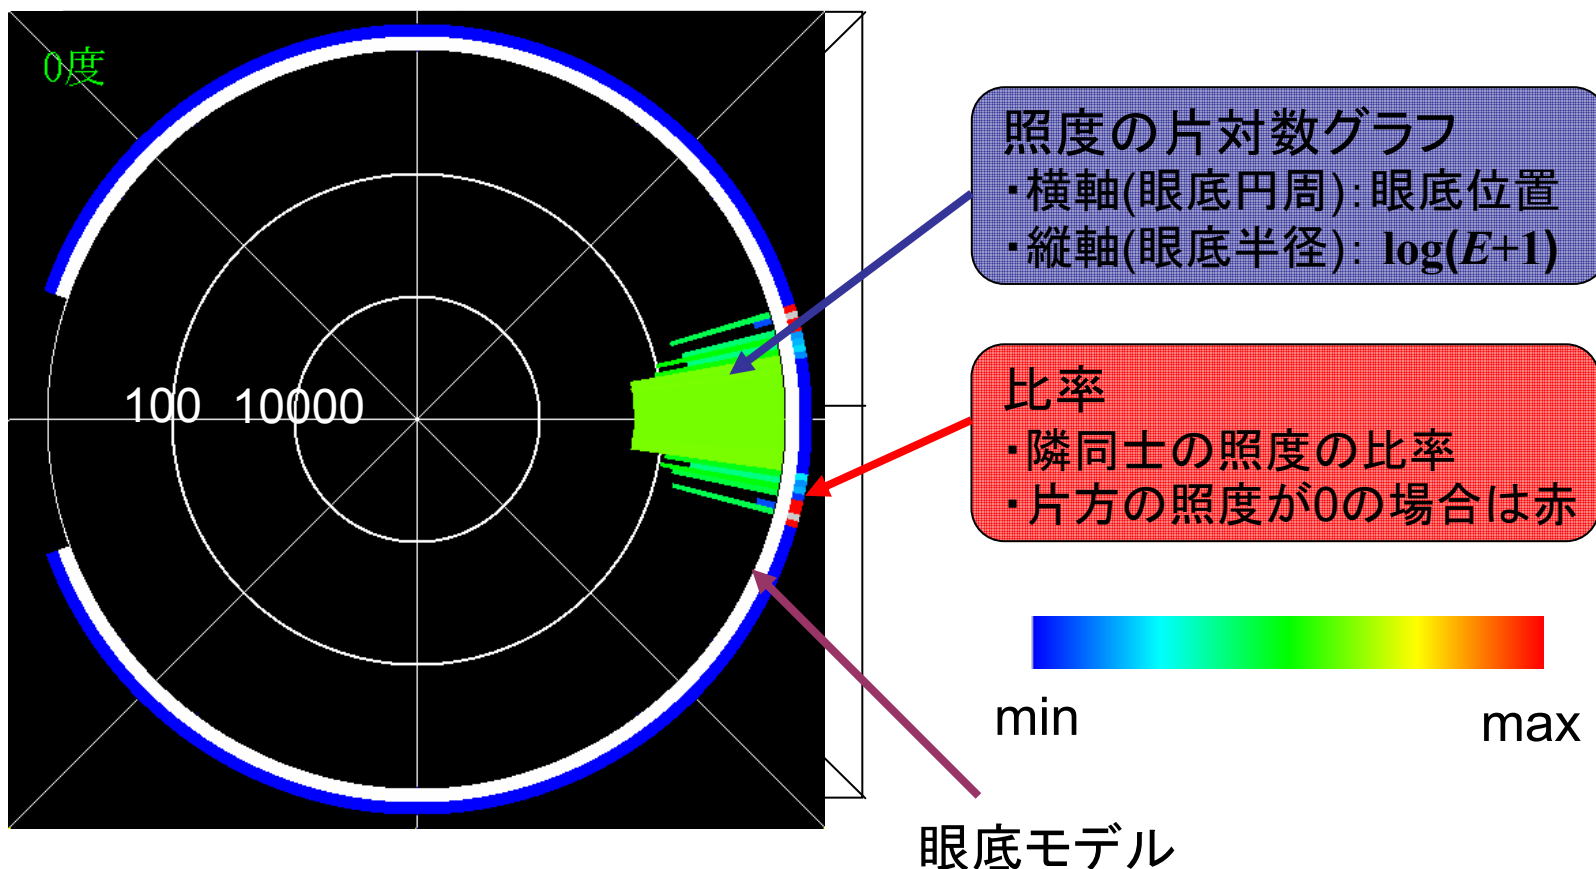 0度
100 10000
照度の片対数グラフ
・横軸(眼底円周):眼底位置
・縦軸(眼底半径): log(E+1)
比率
・隣同士の照度の比率
・片方の照度が0の場合は赤
min max
眼底モデル